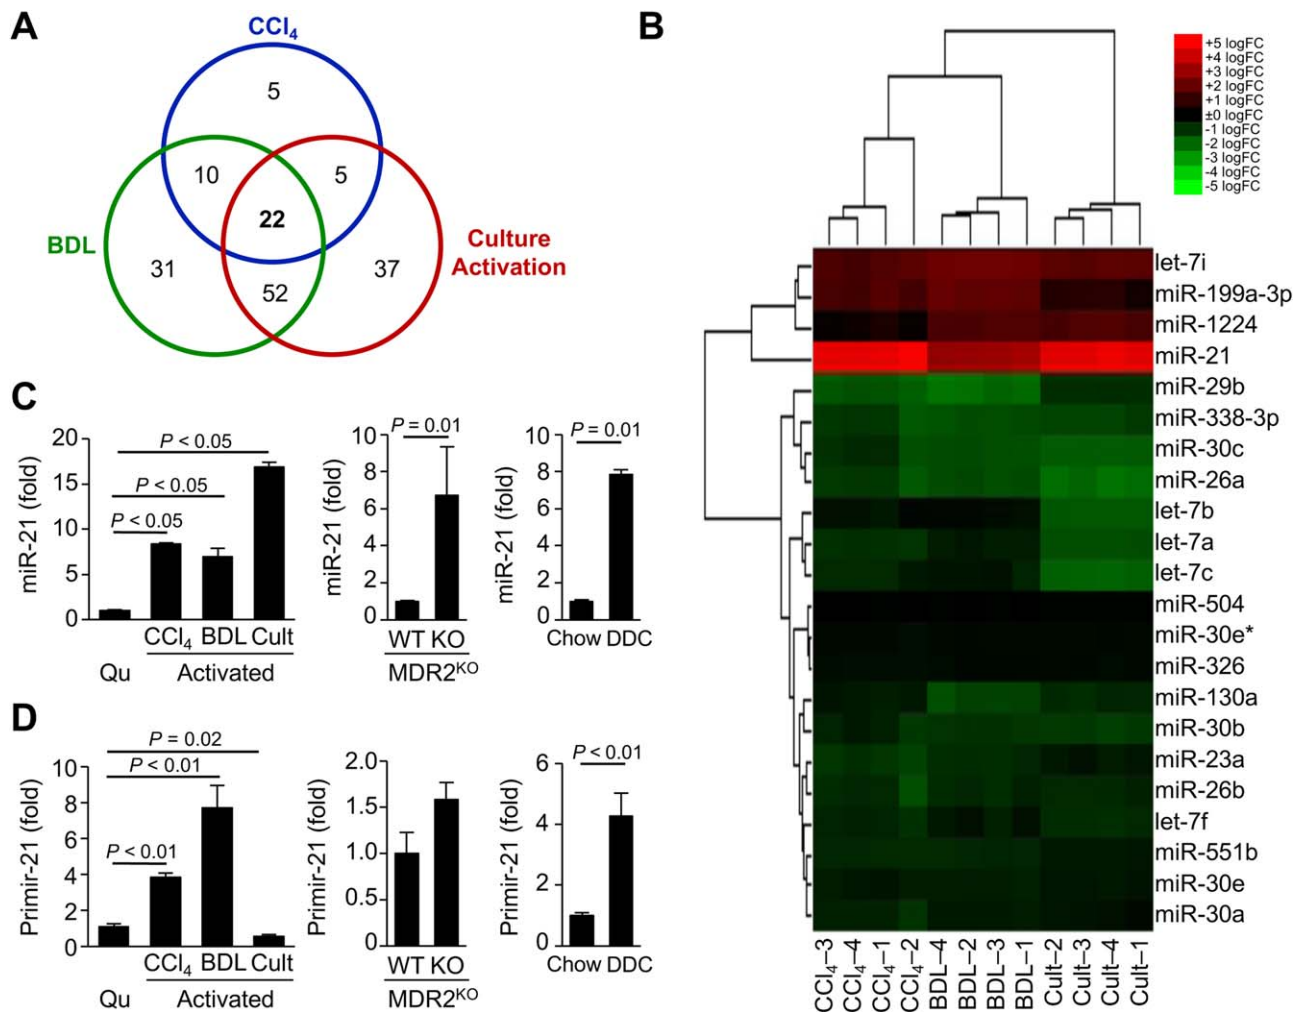 A
CCl4
5
10
5
22
BDL
Culture
Activation
31
37
52
B
+5 logFC
+4 logFC
+3 logFC
+2 logFC
+1 logFC
±0 logFC
-1 logFC
-2 logFC
-3 logFC
-4 logFC
-5 logFC
let-7i
miR-199a-3p
miR-1224
miR-21
miR-29b
miR-338-3p
miR-30c
miR-26a
let-7b
let-7a
let-7c
miR-504
miR-30e*
miR-326
miR-130a
miR-30b
miR-23a
miR-26b
let-7f
miR-551b
miR-30e
miR-30a
CCl4–3
CCl4–4
CCl4–1
CCl4–2
BDL–4
BDL–2
BDL–3
BDL–1
Cult–2
Cult–3
Cult–4
Cult–1
C
miR-21 (fold)
20
15
10
5
0
P < 0.05
P < 0.05
P < 0.05
CCl4 BDL Cult
Qu Activated
miR-21 (fold)
10
8
6
4
2
0
P = 0.01
WT KO
MDR2KO
miR-21 (fold)
10
8
6
4
2
0
P = 0.01
Chow DDC
D
Primir-21 (fold)
10
8
6
4
2
0
P = 0.02
P < 0.01
P < 0.01
CCl4 BDL Cult
Qu Activated
Primir-21 (fold)
2.0
1.5
1.0
0.5
0
WT KO
MDR2KO
Primir-21 (fold)
6
4
2
0
P < 0.01
Chow DDC